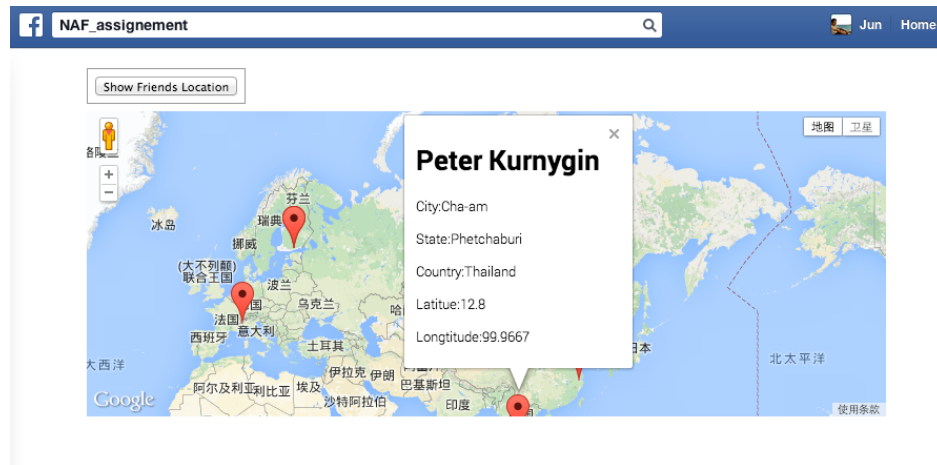 f NAF_assignement Jun Home
Show Friends Location
地图 卫星
Peter Kurnygin
City:Cha-am
State:Phetchaburi
Country:Thailand
Latitue:12.8
Longtitude:99.9667
芬兰
冰岛
瑞典
挪威
(大不列颠)
联合王国
波兰
乌克兰
法国
西班牙
意大利
土耳其
日本
北太平洋
大西洋
伊拉克
伊朗
巴基斯坦
阿尔及利亚
利比亚
埃及
沙特阿拉伯
印度
Google
使用条款